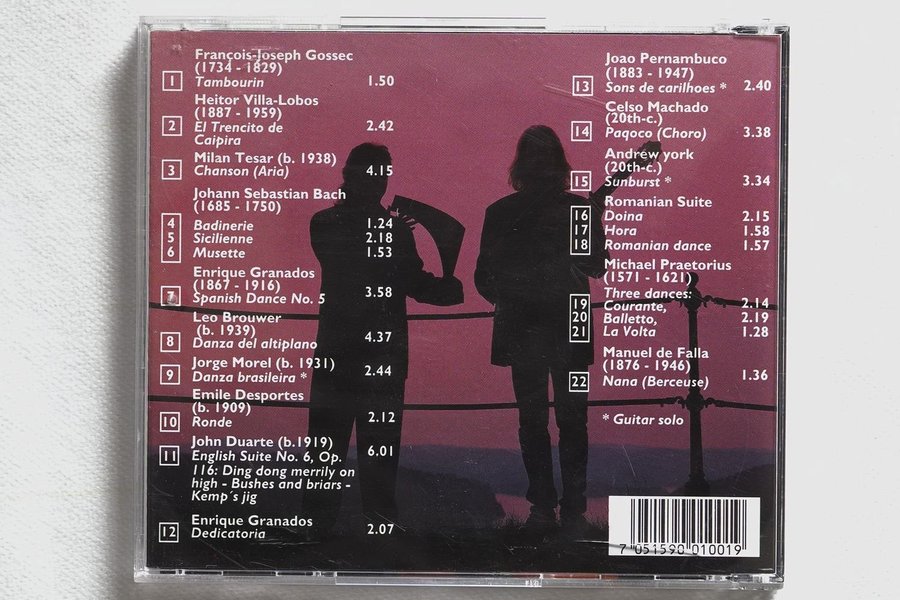 François-Joseph Gossec
(1734 - 1829)
1 Tambourin 1.50
Heitor Villa-Lobos
(1887 - 1959)
2 El Trencito de 2.42
Caipira
Milan Tesar (b. 1938)
3 Chanson (Aria) 4.15
Johann Sebastian Bach
(1685 - 1750)
4 Badinerie 1.24
5 Sicilienne 2.18
6 Musette 1.53
Enrique Granados
(1867 - 1916)
7 Spanish Dance No. 5 3.58
Leo Brouwer
(b. 1939)
8 Danza del altiplano 4.37
Jorge Morel (b. 1931)
9 Danza brasileira * 2.44
Emile Desportes
(b. 1909)
10 Ronde 2.12
John Duarte (b.1919)
11 English Suite No. 6, Op. 6.01
116: Ding dong merrily on
high - Bushes and briars -
Kemp´s jig
Enrique Granados
12 Dedicatoria 2.07
Joao Pernambuco
(1883 - 1947)
13 Sons de carilhoes * 2.40
Celso Machado
(20th-c.)
14 Paqoco (Choro) 3.38
Andrew york
(20th-c.)
15 Sunburst * 3.34
Romanian Suite
16 Doina 2.15
17 Hora 1.58
18 Romanian dance 1.57
Michael Praetorius
(1571 - 1621)
Three dances:
19 Courante, 2.14
20 Balletto, 2.19
21 La Volta 1.28
Manuel de Falla
(1876 - 1946)
22 Nana (Berceuse) 1.36
* Guitar solo
7 051590 010019